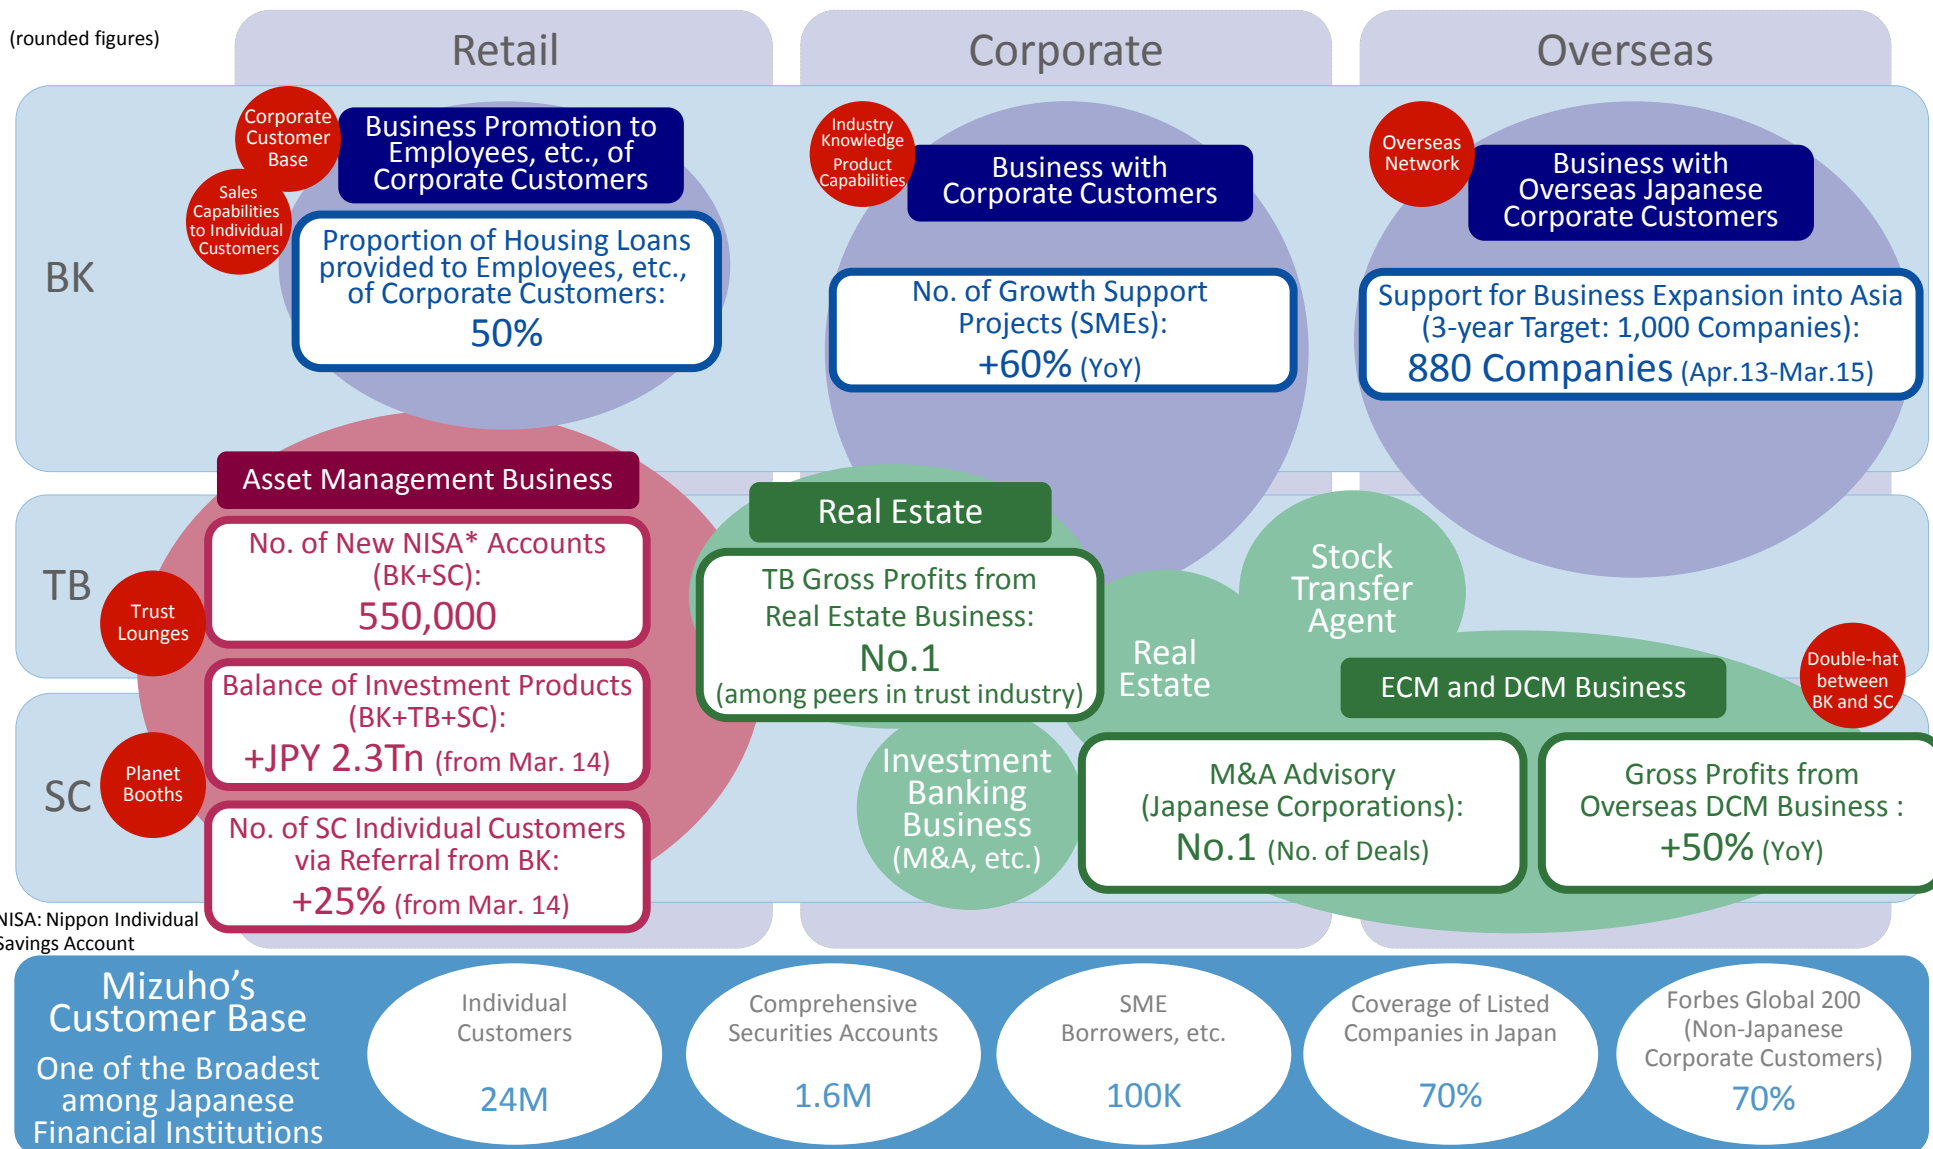 (rounded figures)
Retail
Corporate
Overseas
BK
Corporate
Customer
Base
Sales
Capabilities
to Individual
Customers
Business Promotion to
Employees, etc., of
Corporate Customers
Proportion of Housing Loans
provided to Employees, etc.,
of Corporate Customers:
50%
Industry
Knowledge
Product
Capabilities
Business with
Corporate Customers
No. of Growth Support
Projects (SMEs):
+60% (YoY)
Overseas
Network
Business with
Overseas Japanese
Corporate Customers
Support for Business Expansion into Asia
(3-year Target: 1,000 Companies):
880 Companies (Apr.13-Mar.15)
TB
SC
Trust
Lounges
Planet
Booths
Asset Management Business
No. of New NISA* Accounts
(BK+SC):
550,000
Balance of Investment Products
(BK+TB+SC):
+JPY 2.3Tn (from Mar. 14)
No. of SC Individual Customers
via Referral from BK:
+25% (from Mar. 14)
Real Estate
TB Gross Profits from
Real Estate Business:
No.1
(among peers in trust industry)
Stock
Transfer
Agent
Real
Estate
Investment
Banking
Business
(M&A, etc.)
ECM and DCM Business
Double-hat
between
BK and SC
M&A Advisory
(Japanese Corporations):
No.1 (No. of Deals)
Gross Profits from
Overseas DCM Business :
+50% (YoY)
NISA: Nippon Individual
Savings Account
Mizuho's
Customer Base
One of the Broadest
among Japanese
Financial Institutions
Individual
Customers
24M
Comprehensive
Securities Accounts
1.6M
SME
Borrowers, etc.
100K
Coverage of Listed
Companies in Japan
70%
Forbes Global 200
(Non-Japanese
Corporate Customers)
70%